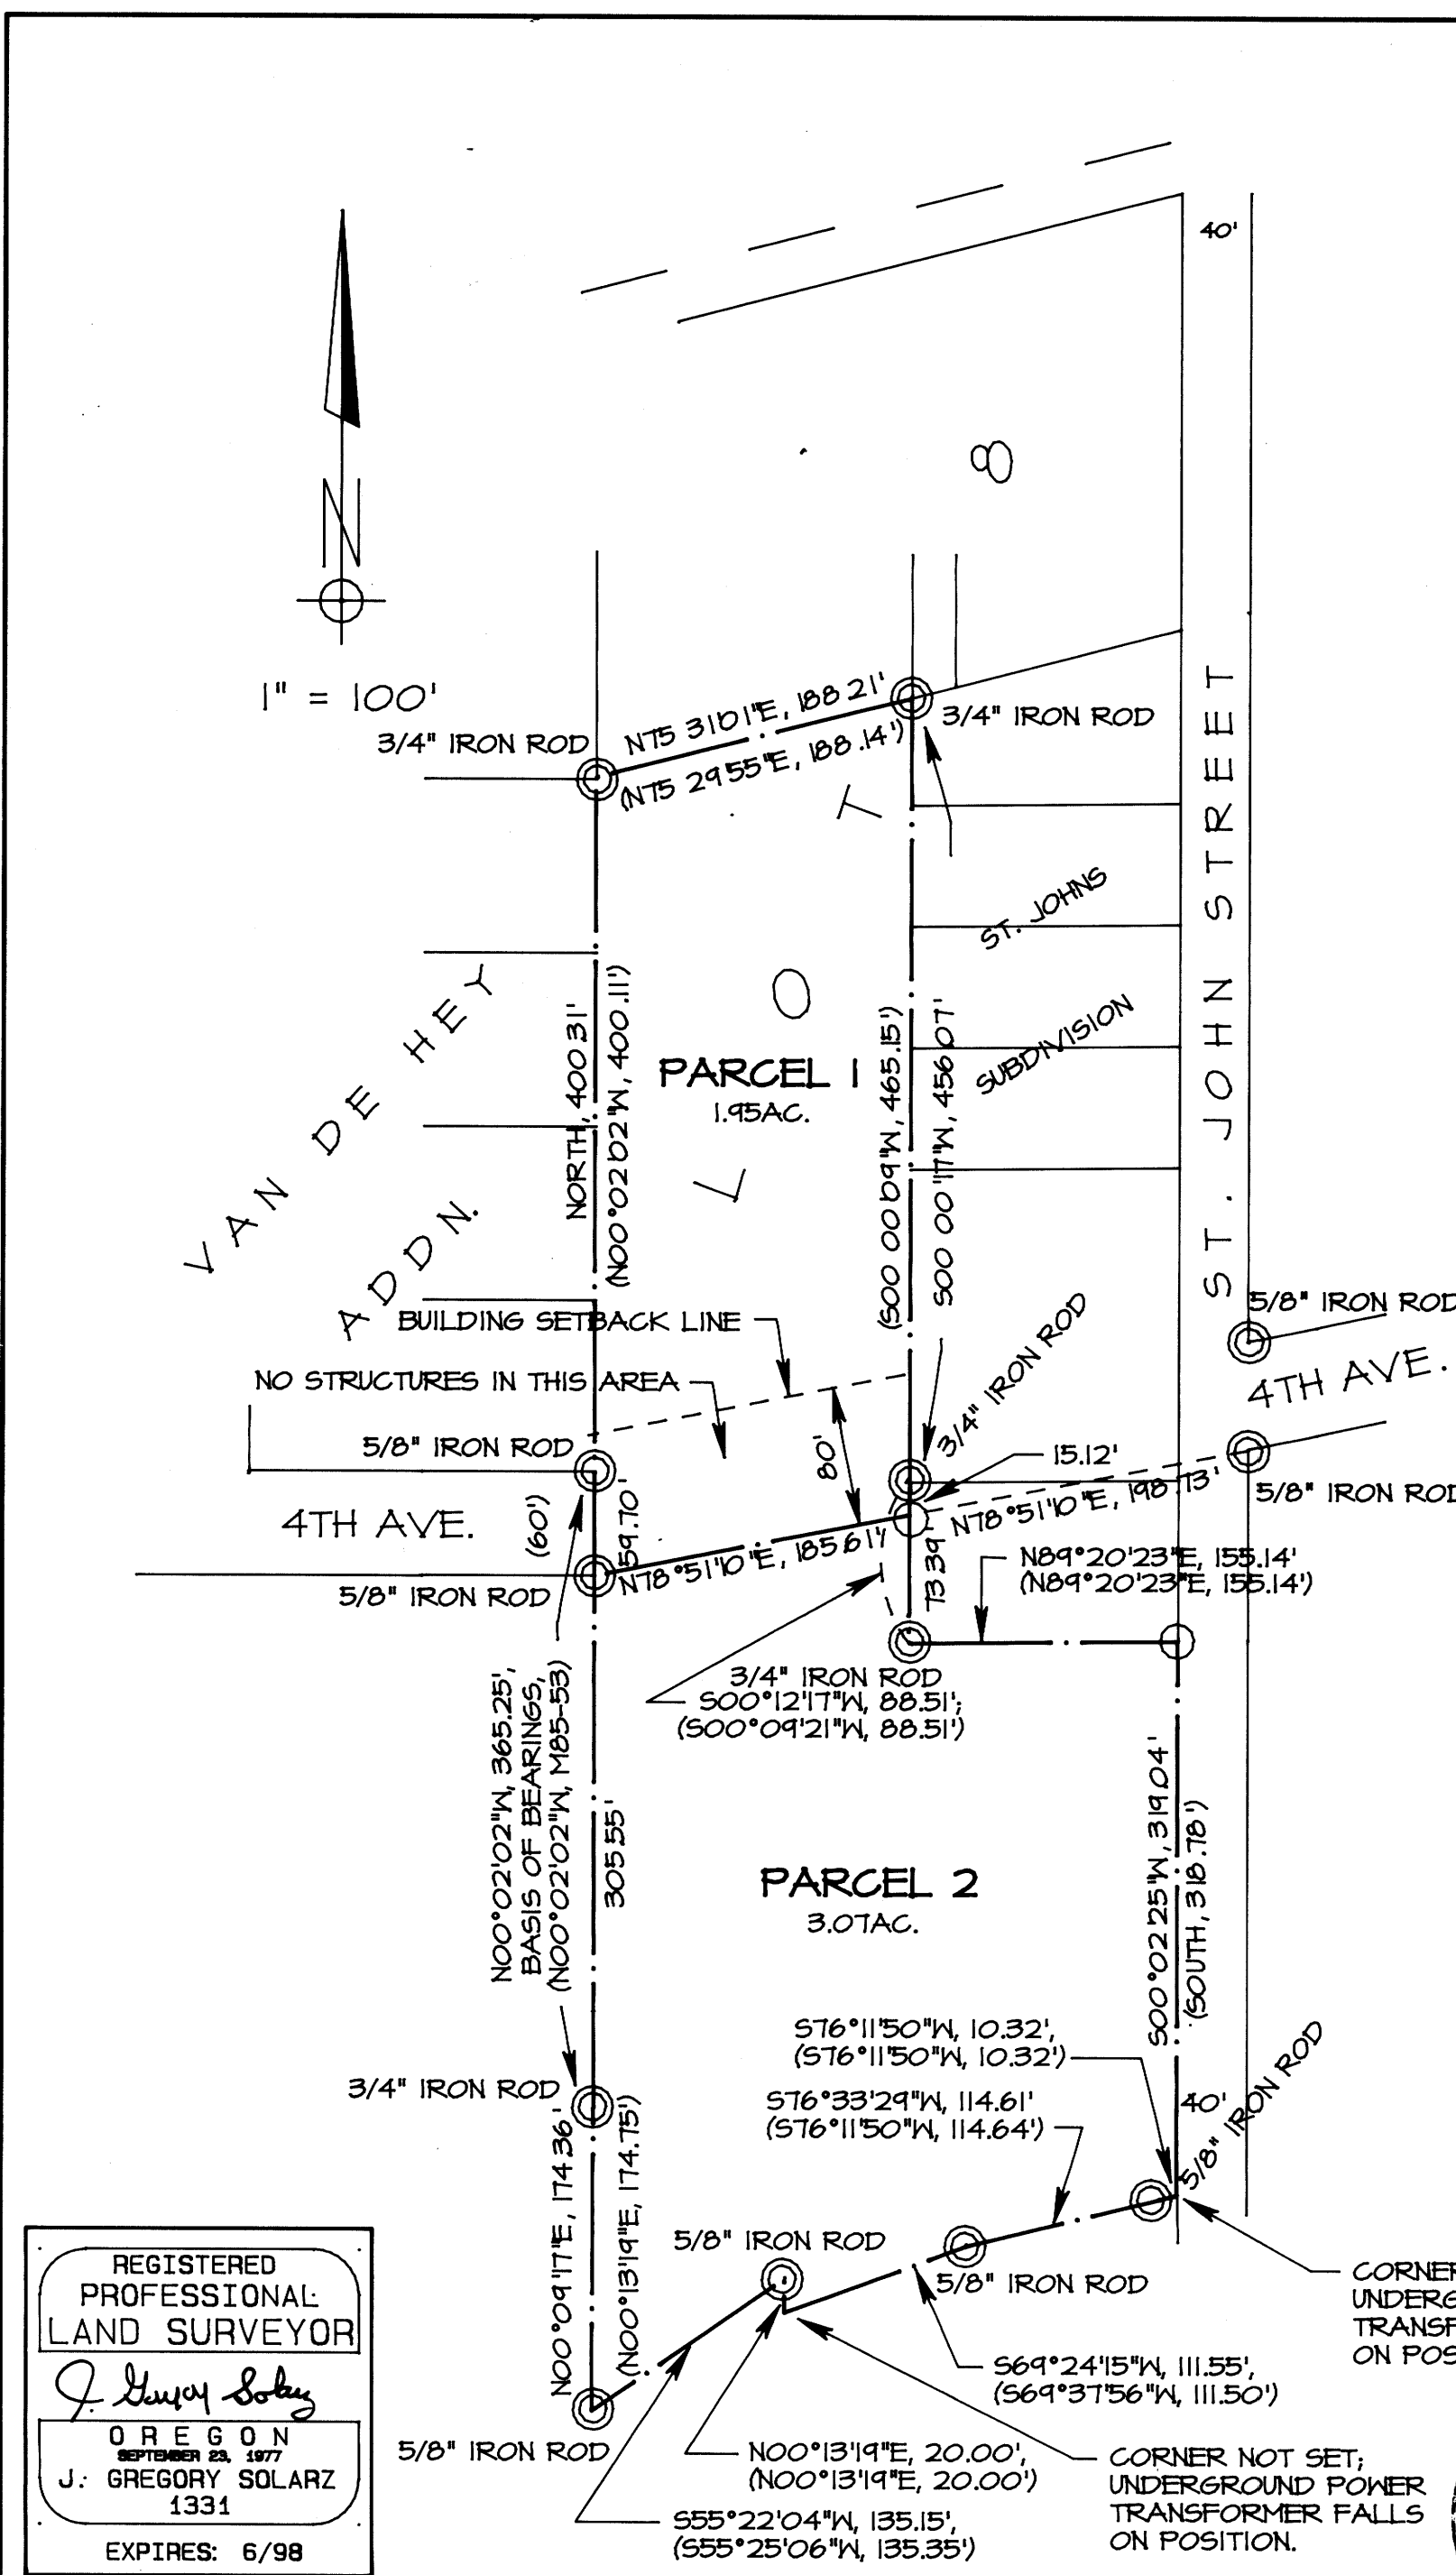 40'
8
N
1" = 100'
3/4" IRON ROD
N75 31'01"E, 188 21'
(N75 29 55"E, 188.14')
3/4" IRON ROD
L O T
ST. JOHNS
SUBDIVISION
ST. JOHN STREET
VAN DE HEY
ADDN.
NORTH, 400 31'
(N00°02'02"W, 400.11')
PARCEL 1
1.95AC.
(S00 00'09"W, 465.15')
S00 00'17"W, 456 07'
BUILDING SETBACK LINE
NO STRUCTURES IN THIS AREA
5/8" IRON ROD
4TH AVE.
5/8" IRON ROD
80'
3/4" IRON ROD
15.12'
5/8" IRON ROD
4TH AVE.
5/8" IRON ROD
(60')
59.70'
N78°51'10"E, 185.61'
N78°51'10"E, 198.73'
73.39'
N89°20'23"E, 155.14'
(N89°20'23"E, 155.14')
3/4" IRON ROD
S00°12'17"W, 88.51';
(S00°09'21"W, 88.51')
N00°02'02"W, 365.25',
BASIS OF BEARINGS,
(N00°02'02"W, M85-53)
305.55'
PARCEL 2
3.07AC.
S00°02'25"W, 319.04'
(SOUTH, 318.78')
S76°11'50"W, 10.32',
(S76°11'50"W, 10.32')
S76°33'29"W, 114.61'
(S76°11'50"W, 114.64')
40'
5/8" IRON ROD
3/4" IRON ROD
N00°09'17"E, 174.36'
(N00°13'19"E, 174.75')
5/8" IRON ROD
5/8" IRON ROD
CORNER
TRANSF
ON POS
S69°24'15"W, 111.55',
(S69°37'56"W, 111.50')
5/8" IRON ROD
N00°13'19"E, 20.00',
(N00°13'19"E, 20.00')
CORNER NOT SET;
UNDERGROUND POWER
TRANSFORMER FALLS
ON POSITION.
S55°22'04"W, 135.15',
(S55°25'06"W, 135.35')
REGISTERED
PROFESSIONAL
LAND SURVEYOR
J. Gregory Solarz
OREGON
SEPTEMBER 23, 1977
J. GREGORY SOLARZ
1331
EXPIRES: 6/98